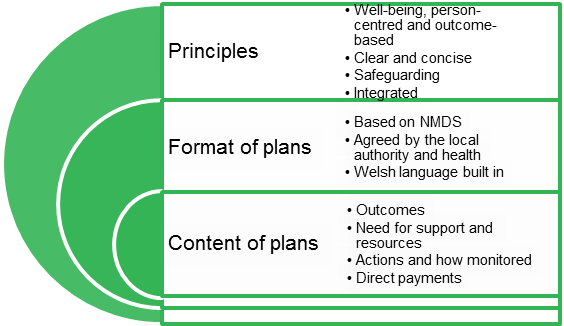 Principles
• Well-being, person-
centred and outcome-
based
• Clear and concise
• Safeguarding
• Integrated
Format of plans
• Based on NMDS
• Agreed by the local
authority and health
• Welsh language built in
Content of plans
• Outcomes
• Need for support and
resources
• Actions and how monitored
• Direct payments